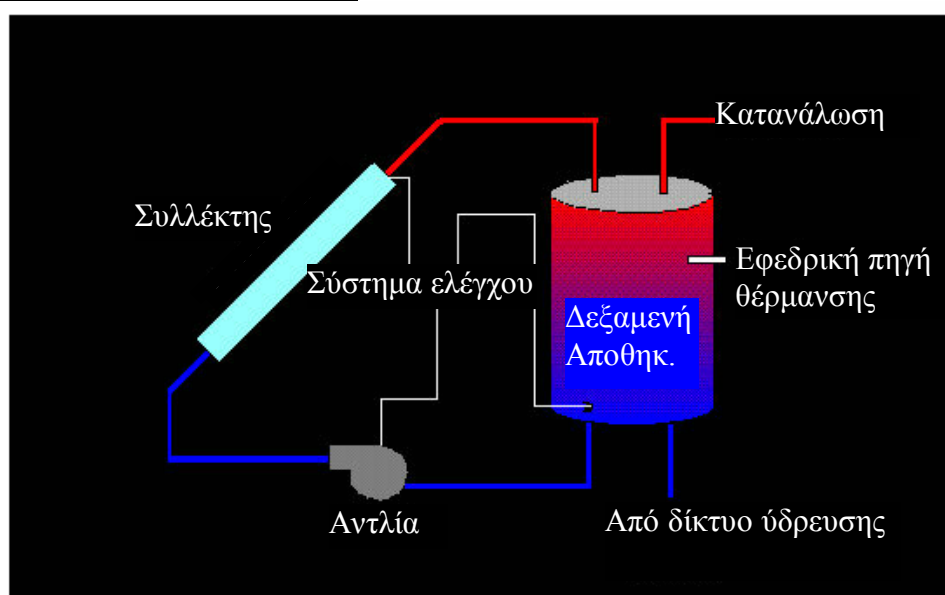 Κατανάλωση
Συλλέκτης
Εφεδρική πηγή
θέρμανσης
Σύστημα ελέγχου
Δεξαμενή
Αποθηκ.
Αντλία
Από δίκτυο ύδρευσης